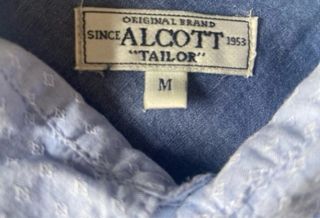 ORIGINAL BRAND
SINCE ALCOTT 1953
"TAILOR"
M